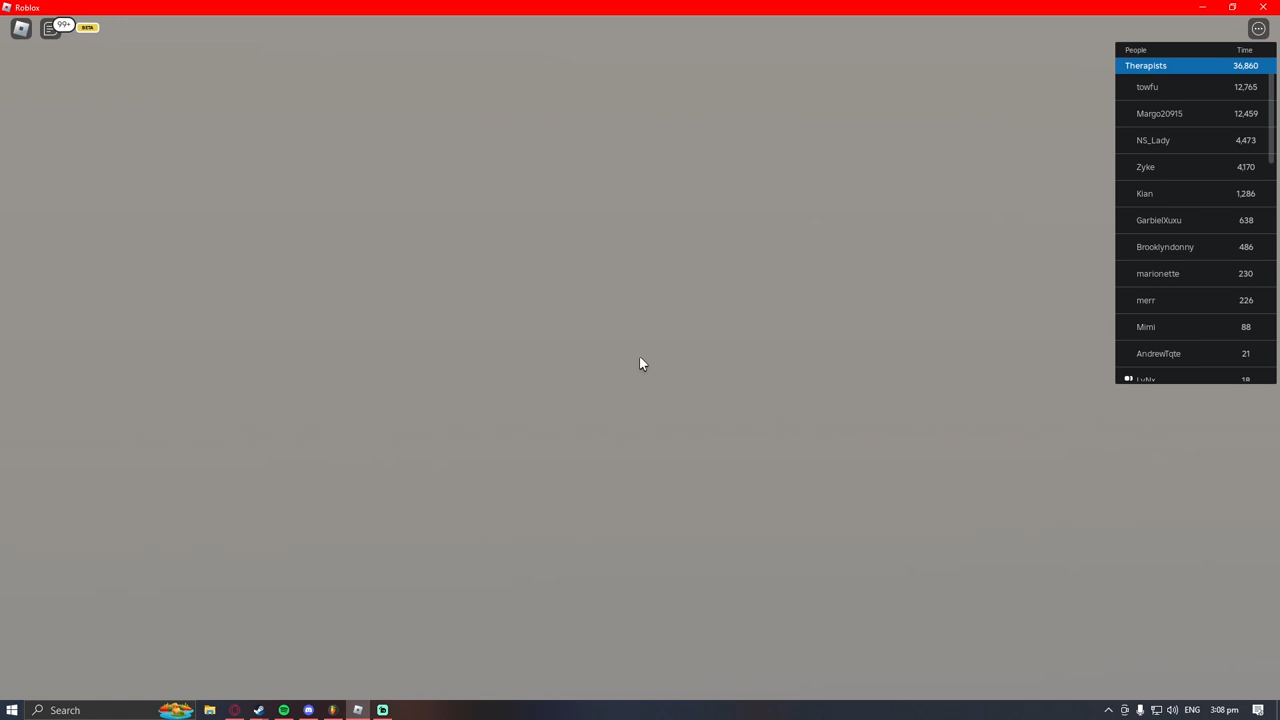 Roblox
99+
BETA
People Time
Therapists 36,860
towfu 12,765
Margo20915 12,459
NS_Lady 4,473
Zyke 4,170
Kian 1,286
GarbielXuxu 638
Brooklyndonny 486
marionette 230
merr 226
Mimi 88
AndrewTqte 21
LyNx 18
Search
ENG
3:08 pm